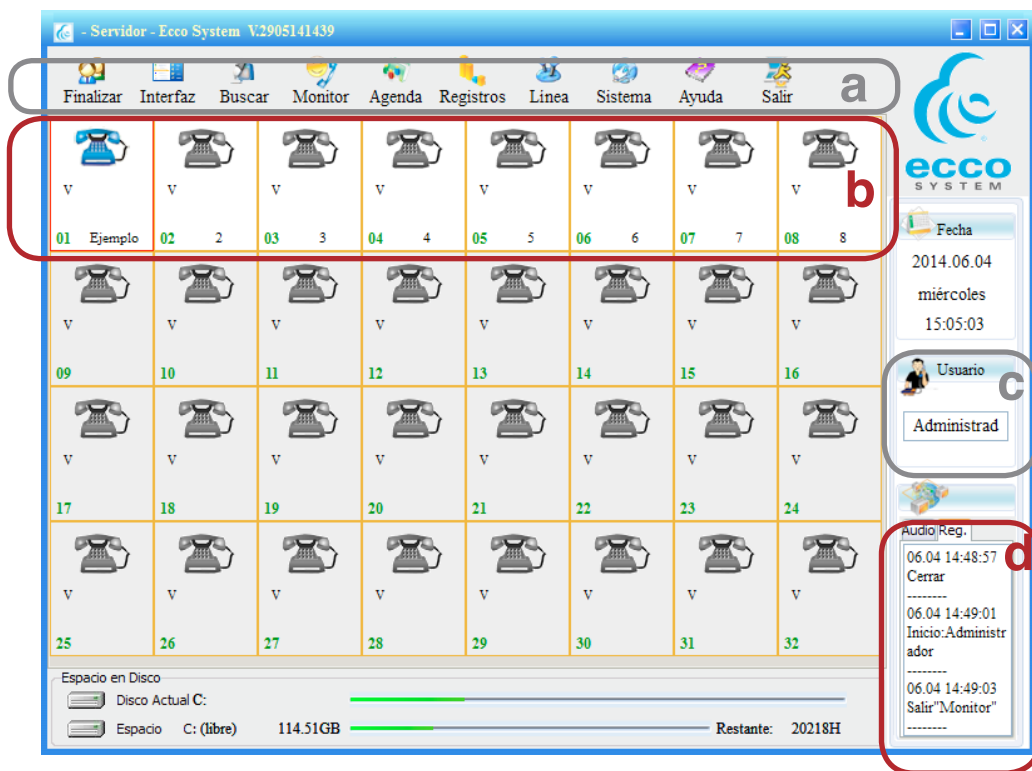 - Servidor - Ecco System V.2905141439
Finalizar Interfaz Buscar Monitor Agenda Registros Linea Sistema Ayuda Salir a
ecco
SYSTEM
V V V V V V V V b
01 Ejemplo 02 2 03 3 04 4 05 5 06 6 07 7 08 8
Fecha
2014.06.04
miércoles
15:05:03
V V V V V V V V
09 10 11 12 13 14 15 16
Usuario c
Administrad
V V V V V V V V
17 18 19 20 21 22 23 24
V V V V V V V V
25 26 27 28 29 30 31 32
Audio Reg. d
06.04 14:48:57
Cerrar
--------
06.04 14:49:01
Inicio:Administr
ador
--------
06.04 14:49:03
Salir"Monitor"
--------
Espacio en Disco
Disco Actual C:
Espacio C: (libre) 114.51GB Restante: 20218H